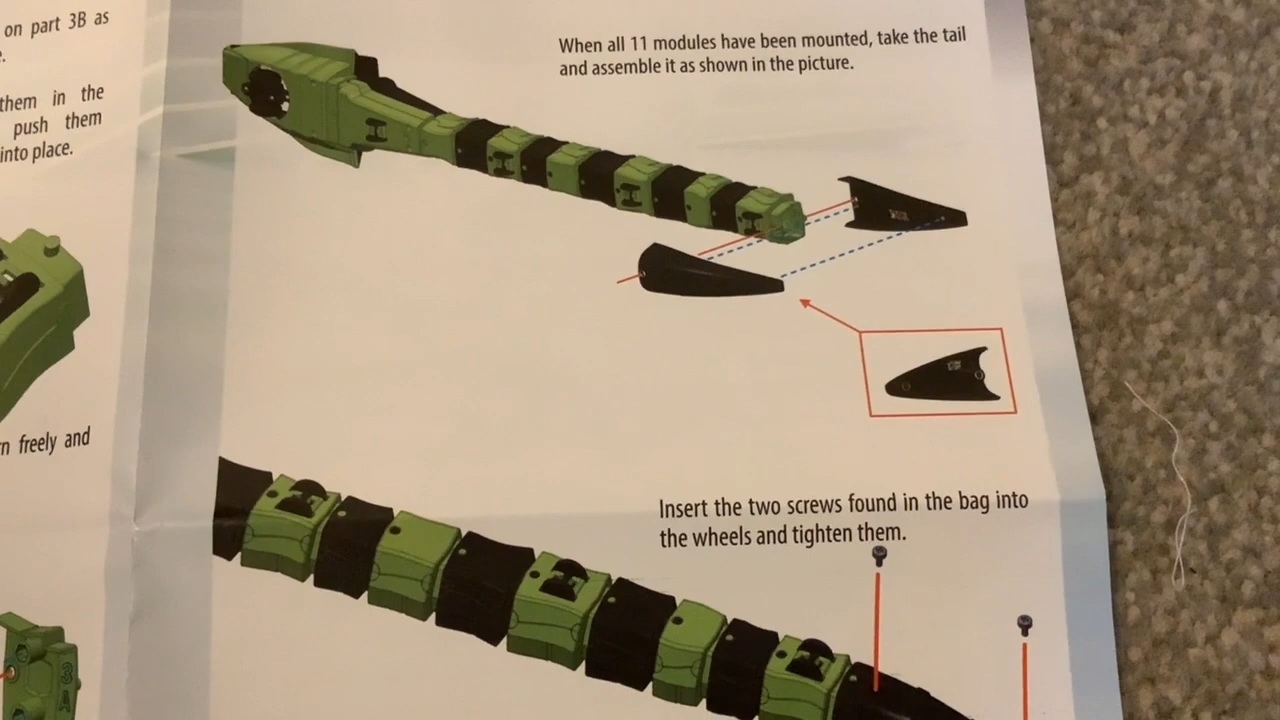 on part 3B as
e.
them in the
push them
into place.
n freely and
When all 11 modules have been mounted, take the tail
and assemble it as shown in the picture.
Insert the two screws found in the bag into
the wheels and tighten them.